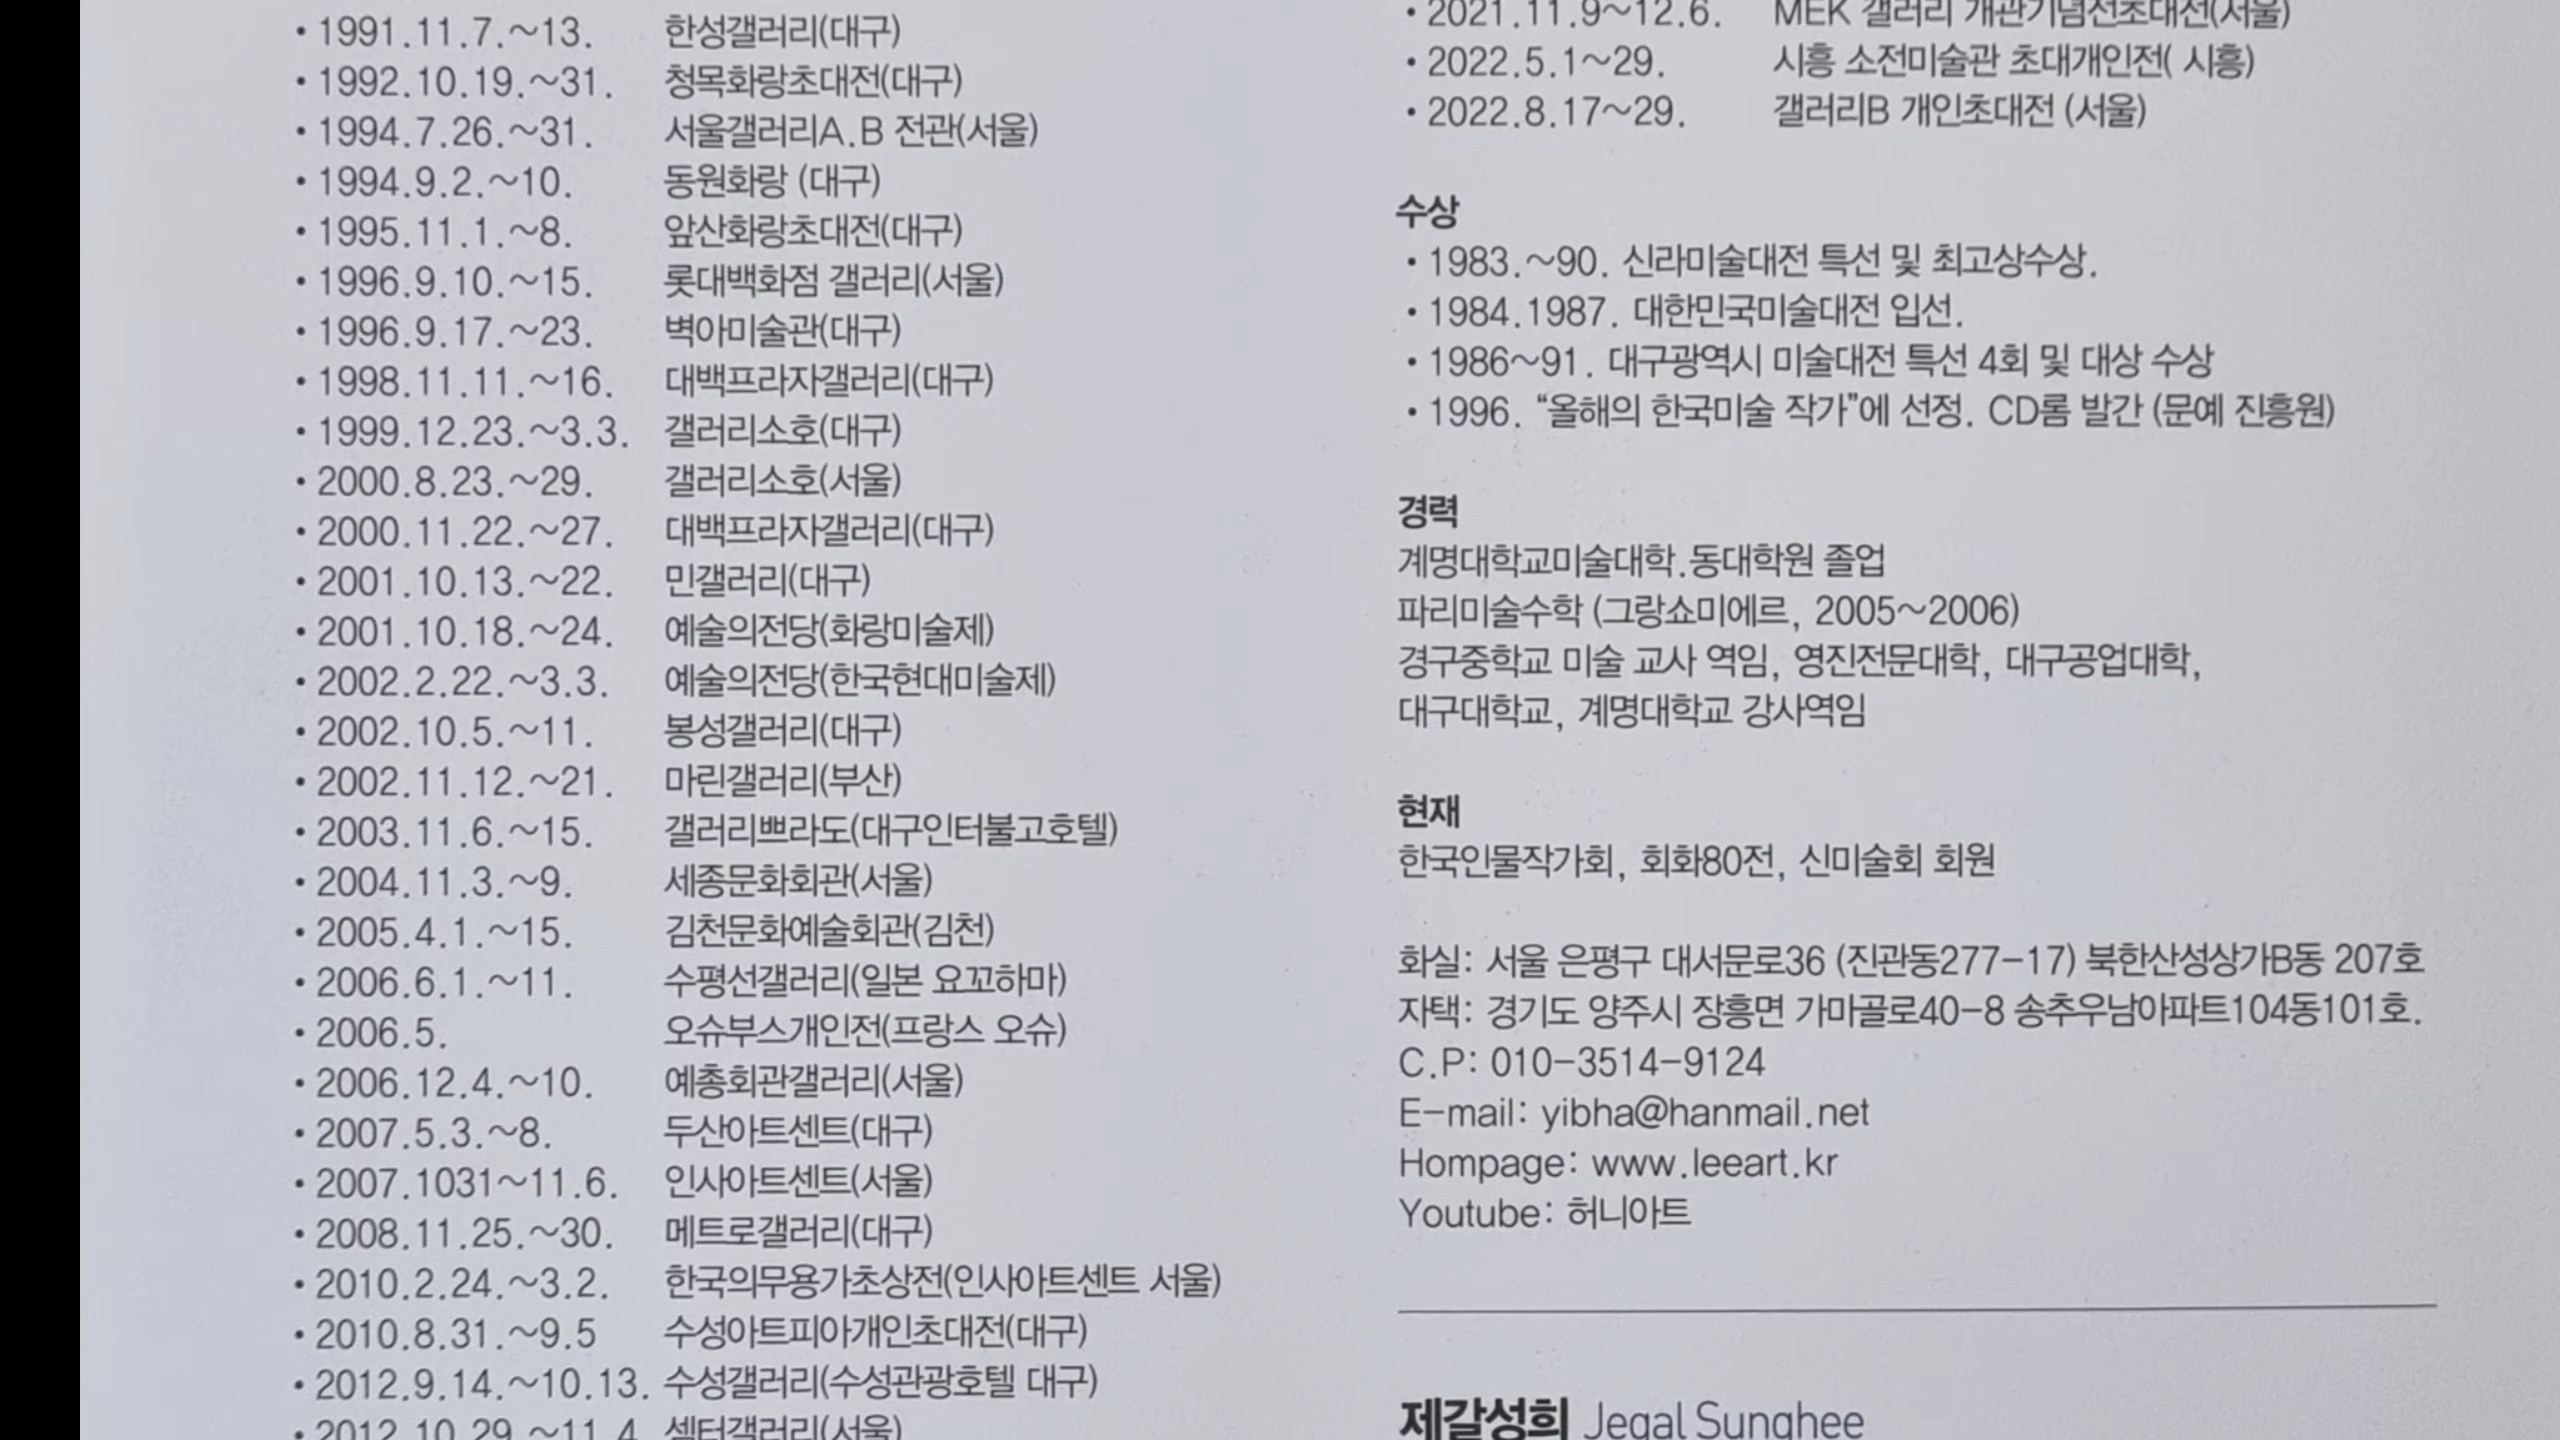 • 1991.11.7.~13. 한성갤러리(대구)
• 1992.10.19.~31. 청목화랑초대전(대구)
• 1994.7.26.~31. 서울갤러리A.B 전관(서울)
• 1994.9.2.~10. 동원화랑 (대구)
• 1995.11.1.~8. 앞산화랑초대전(대구)
• 1996.9.10.~15. 롯대백화점 갤러리(서울)
• 1996.9.17.~23. 벽아미술관(대구)
• 1998.11.11.~16. 대백프라자갤러리(대구)
• 1999.12.23.~3.3. 갤러리소호(대구)
• 2000.8.23.~29. 갤러리소호(서울)
• 2000.11.22.~27. 대백프라자갤러리(대구)
• 2001.10.13.~22. 민갤러리(대구)
• 2001.10.18.~24. 예술의전당(화랑미술제)
• 2002.2.22.~3.3. 예술의전당(한국현대미술제)
• 2002.10.5.~11. 봉성갤러리(대구)
• 2002.11.12.~21. 마린갤러리(부산)
• 2003.11.6.~15. 갤러리쁘라도(대구인터불고호텔)
• 2004.11.3.~9. 세종문화회관(서울)
• 2005.4.1.~15. 김천문화예술회관(김천)
• 2006.6.1.~11. 수평선갤러리(일본 요꼬하마)
• 2006.5. 오슈부스개인전(프랑스 오슈)
• 2006.12.4.~10. 예총회관갤러리(서울)
• 2007.5.3.~8. 두산아트센트(대구)
• 2007.1031~11.6. 인사아트센트(서울)
• 2008.11.25.~30. 메트로갤러리(대구)
• 2010.2.24.~3.2. 한국의무용가초상전(인사아트센트 서울)
• 2010.8.31.~9.5 수성아트피아개인초대전(대구)
• 2012.9.14.~10.13. 수성갤러리(수성관광호텔 대구)
• 2012.10.29.~11.4. 센터갤러리(서울)
• 2021.11.9~12.6. MEK 갤러리 개관기념전초대전(서울)
• 2022.5.1~29. 시흥 소전미술관 초대개인전( 시흥)
• 2022.8.17~29. 갤러리B 개인초대전 (서울)
수상
• 1983.~90. 신라미술대전 특선 및 최고상수상.
• 1984.1987. 대한민국미술대전 입선.
• 1986~91. 대구광역시 미술대전 특선 4회 및 대상 수상
• 1996. “올해의 한국미술 작가”에 선정. CD롬 발간 (문예 진흥원)
경력
계명대학교미술대학.동대학원 졸업
파리미술수학 (그랑쇼미에르, 2005~2006)
경구중학교 미술 교사 역임, 영진전문대학, 대구공업대학,
대구대학교, 계명대학교 강사역임
현재
한국인물작가회, 회화80전, 신미술회 회원
화실: 서울 은평구 대서문로36 (진관동277-17) 북한산성상가B동 207호
자택: 경기도 양주시 장흥면 가마골로40-8 송추우남아파트104동101호.
C.P: 010-3514-9124
E-mail: yibha@hanmail.net
Hompage: www.leeart.kr
Youtube: 허니아트
제갈성희 Jegal Sunghee